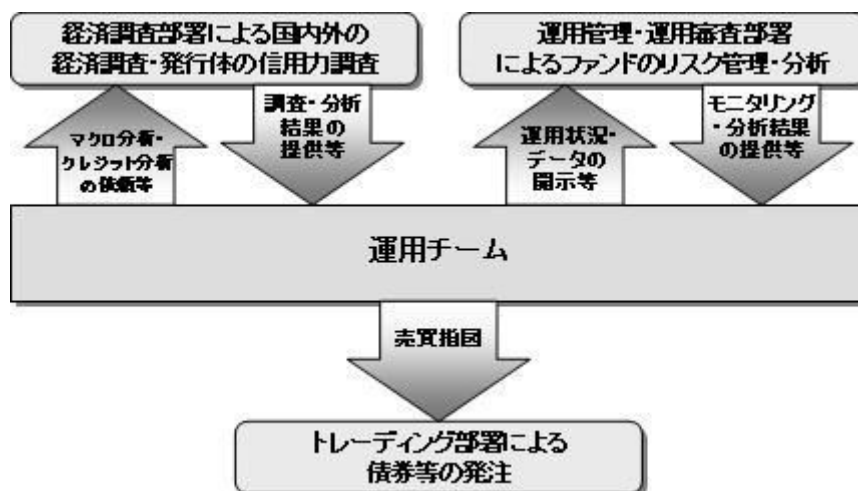 経済調査部署による国内外の
経済調査・発行体の信用力調査
運用管理・運用審査部署
によるファンドのリスク管理・分析
マクロ分析・
クレジット分析
の依頼等
調査・分析
結果の
提供等
運用状況・
データの
開示等
モニタリング
・分析結果
の提供等
運用チーム
売買指図
トレーディング部署による
債券等の発注